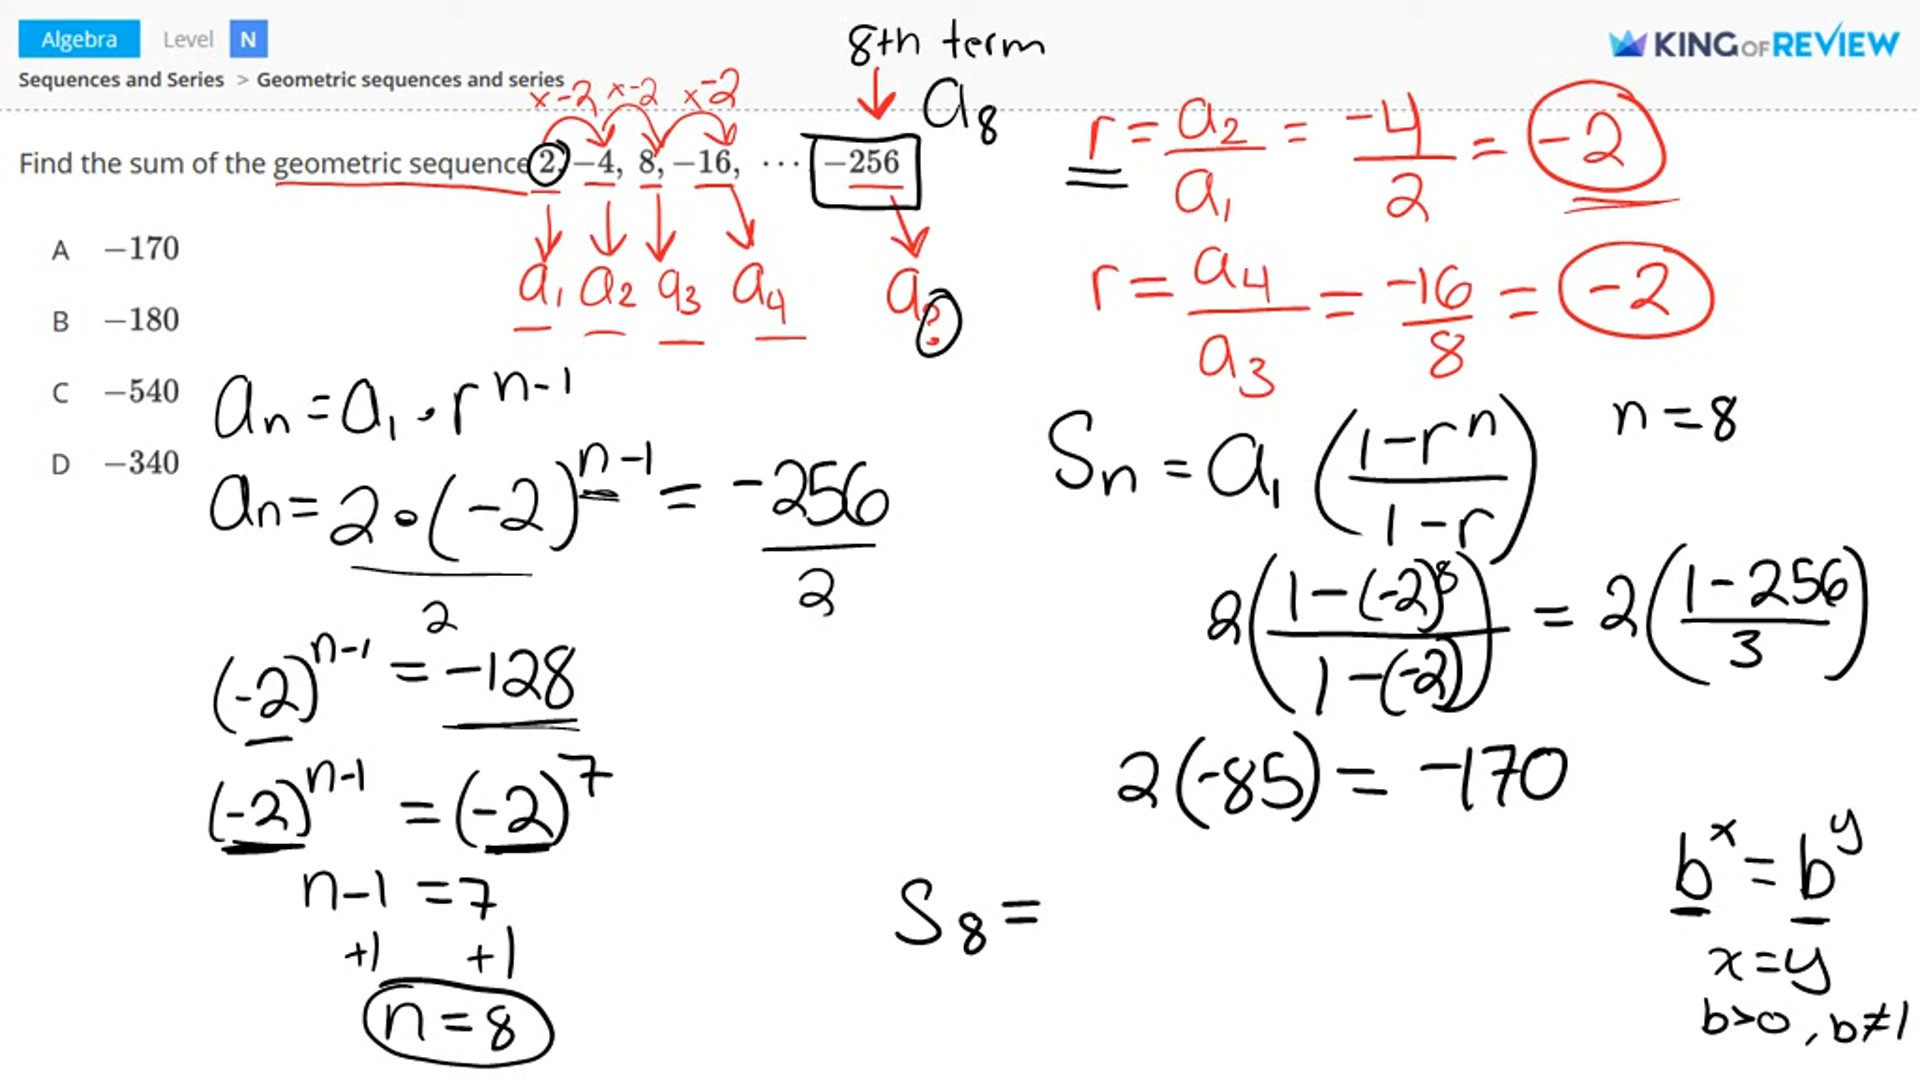 Algebra Level N
KING OF REVIEW
Sequences and Series > Geometric sequences and series
8th term
a₈
×-2 ×-2 ×-2
Find the sum of the geometric sequence 2, −4, 8, −16, ⋯ −256
a₁ a₂ a₃ a₄ a?
A −170
B −180
C −540
D −340
r = a₂/a₁ = -4/2 = -2
r = a₄/a₃ = -16/8 = -2
aₙ = a₁ · r^(n-1)
aₙ = 2 · (-2)^(n-1) = -256
2 2
(-2)^(n-1) = -128
(-2)^(n-1) = (-2)^7
n-1 = 7
+1 +1
n = 8
Sₙ = a₁ ((1-rⁿ)/(1-r)) n = 8
2((1-(-2)^8)/(1-(-2))) = 2((1-256)/3)
2(-85) = -170
S₈ =
b^x = b^y
x = y
b>0, b≠1